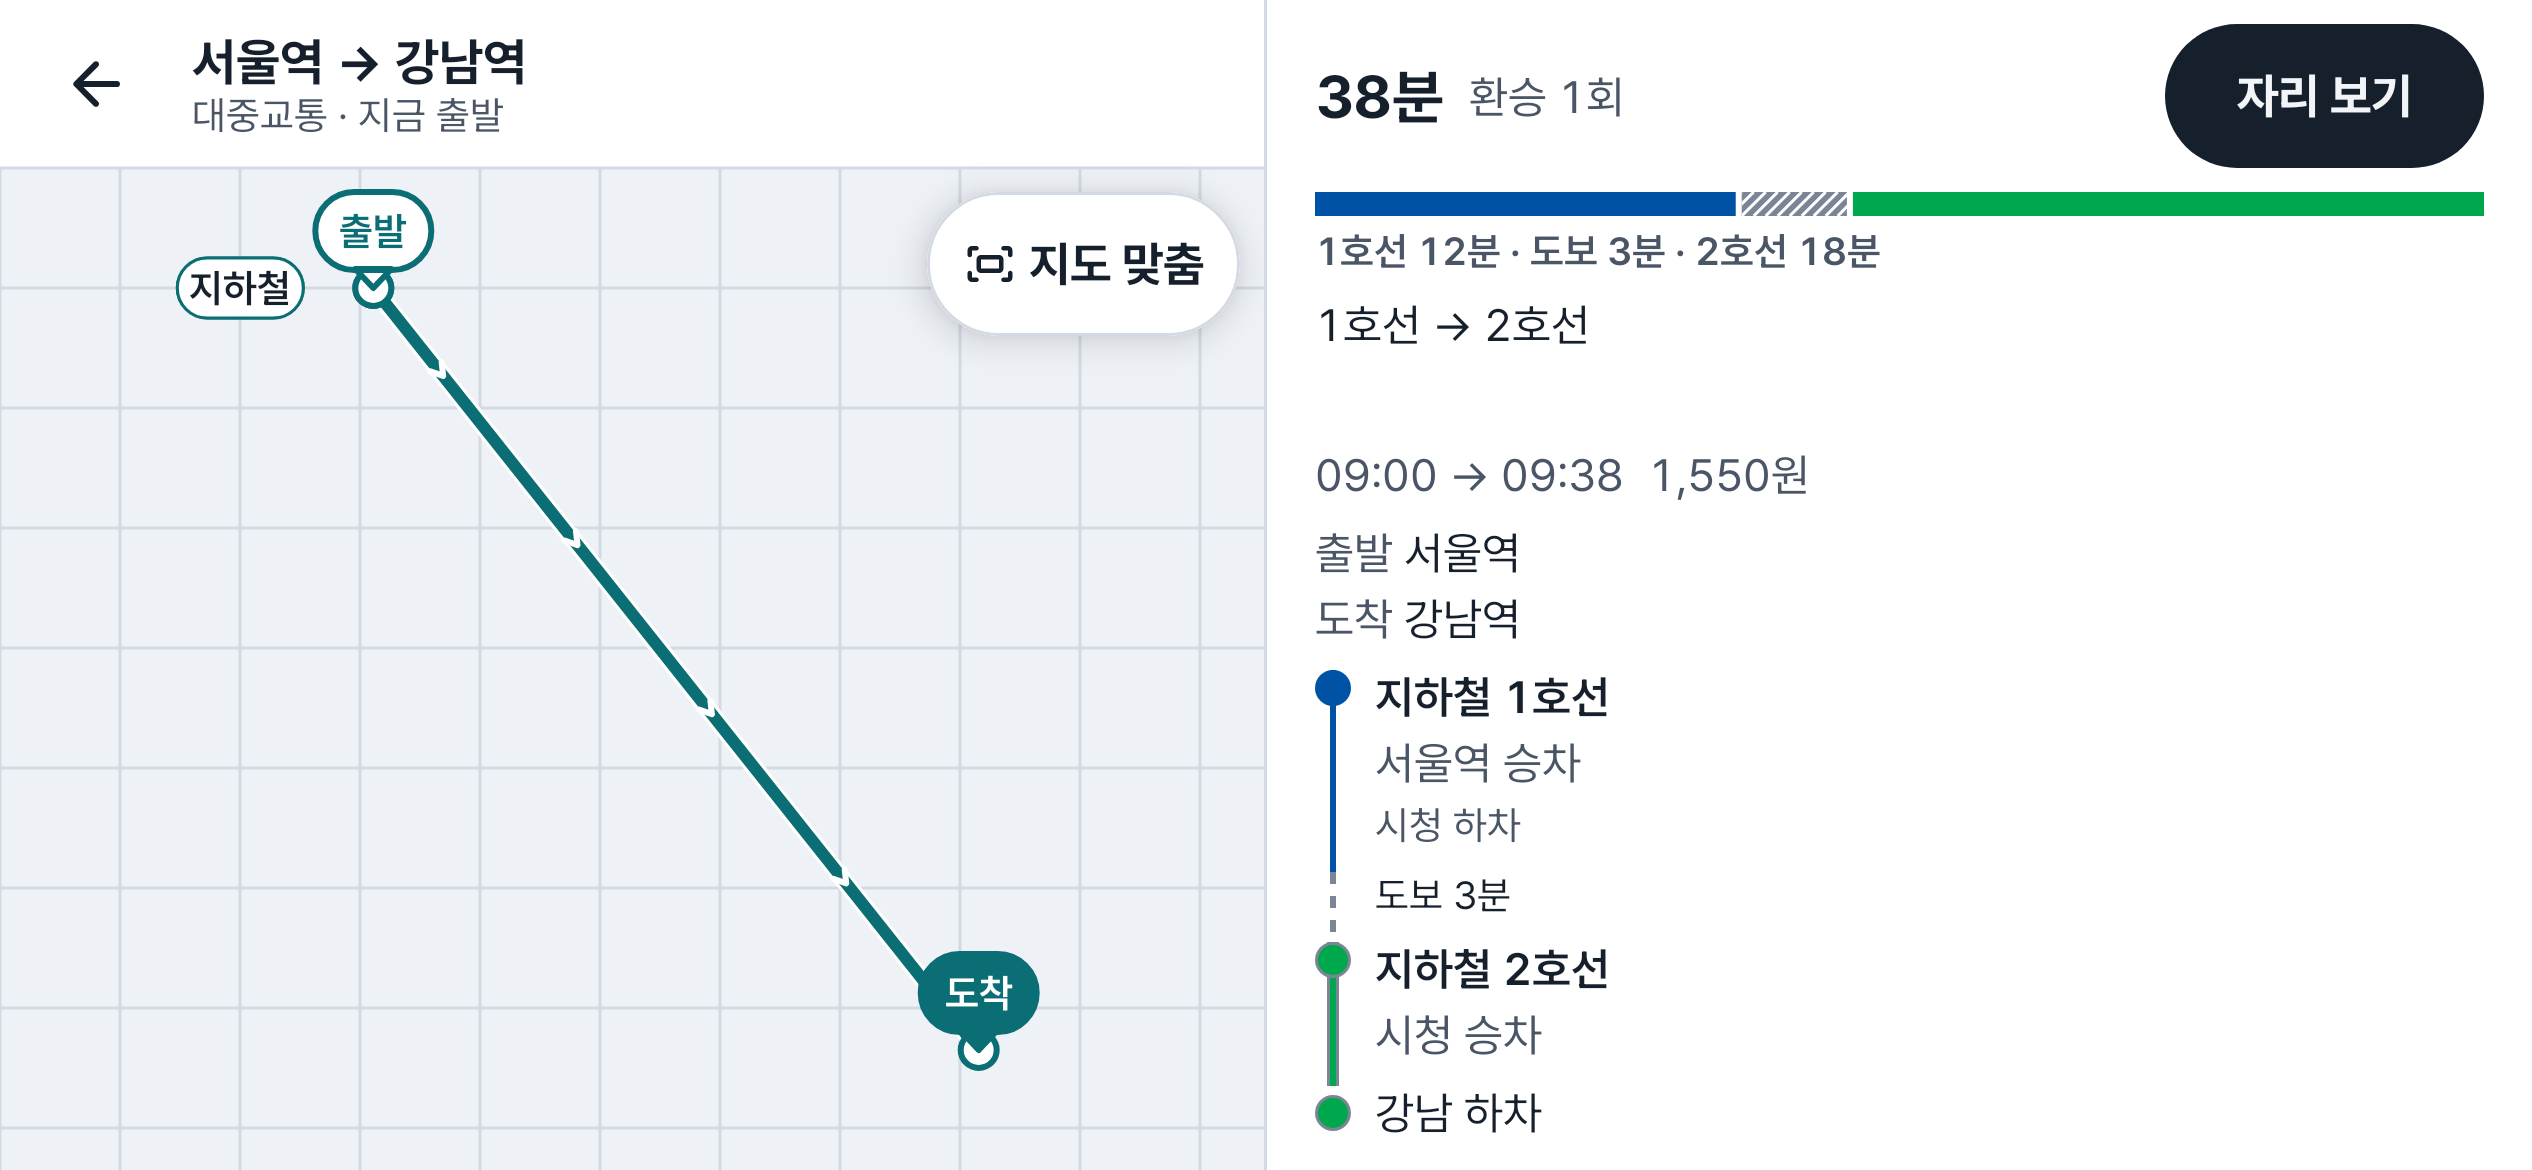 서울역 → 강남역
대중교통 · 지금 출발
출발
지하철
지도 맞춤
도착
38분 환승 1회
자리 보기
1호선 12분 · 도보 3분 · 2호선 18분
1호선 → 2호선
09:00 → 09:38 1,550원
출발 서울역
도착 강남역
지하철 1호선
서울역 승차
시청 하차
도보 3분
지하철 2호선
시청 승차
강남 하차